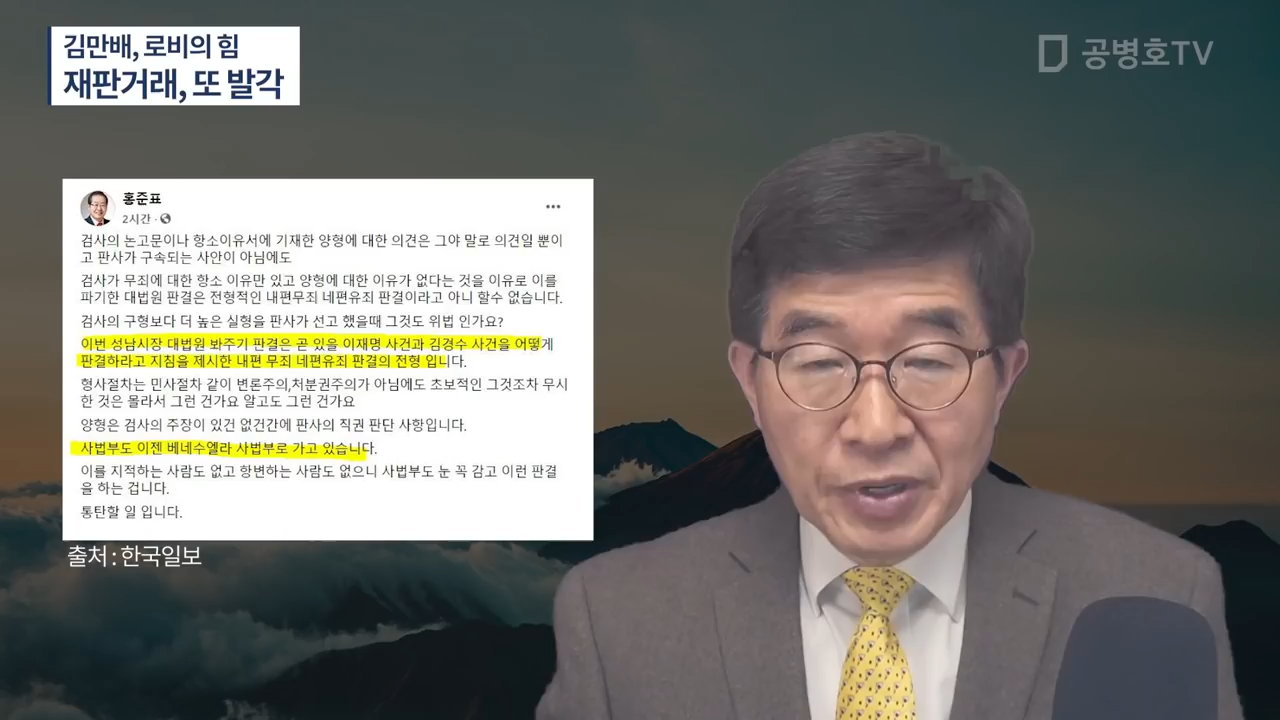 김만배, 로비의 힘
재판거래, 또 발각
공병호TV
홍준표
2시간 ·
검사의 논고문이나 항소이유서에 기재한 양형에 대한 의견은 그야 말로 의견일 뿐이
고 판사가 구속되는 사안이 아님에도
검사가 무죄에 대한 항소 이유만 있고 양형에 대한 이유가 없다는 것을 이유로 이를
파기한 대법원 판결은 전형적인 내편무죄 네편유죄 판결이라고 아니 할수 없습니다.
검사의 구형보다 더 높은 실형을 판사가 선고 했을때 그것도 위법 인가요?
이번 성남시장 대법원 봐주기 판결은 곧 있을 이재명 사건과 김경수 사건을 어떻게
판결하라고 지침을 제시한 내편 무죄 네편유죄 판결의 전형 입니다.
형사절차는 민사절차 같이 변론주의,처분권주의가 아님에도 초보적인 그것조차 무시
한 것은 몰라서 그런 건가요 알고도 그런 건가요
양형은 검사의 주장이 있건 없건간에 판사의 직권 판단 사항입니다.
사법부도 이젠 베네수엘라 사법부로 가고 있습니다.
이를 지적하는 사람도 없고 항변하는 사람도 없으니 사법부도 눈 꼭 감고 이런 판결
을 하는 겁니다.
통탄할 일 입니다.
출처 : 한국일보